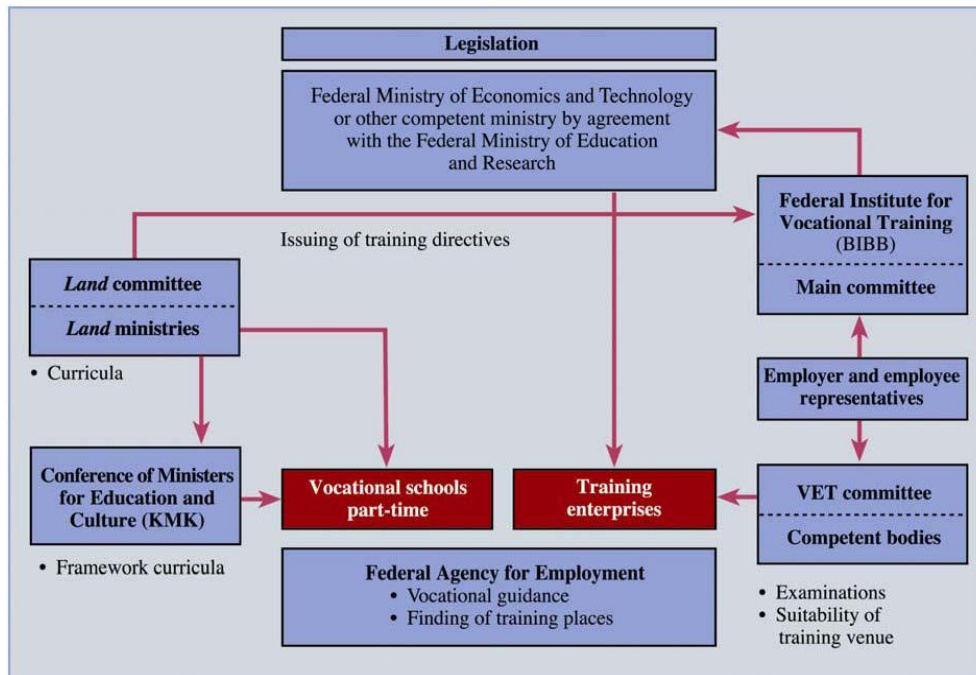 Legislation
Federal Ministry of Economics and Technology
or other competent ministry by agreement
with the Federal Ministry of Education
and Research
Federal Institute for
Vocational Training
(BIBB)
Main committee
Issuing of training directives
Land committee
Land ministries
• Curricula
Employer and employee
representatives
Conference of Ministers
for Education and
Culture (KMK)
Vocational schools
part-time
Training
enterprises
VET committee
Competent bodies
• Framework curricula
Federal Agency for Employment
• Vocational guidance
• Finding of training places
• Examinations
• Suitability of
training venue